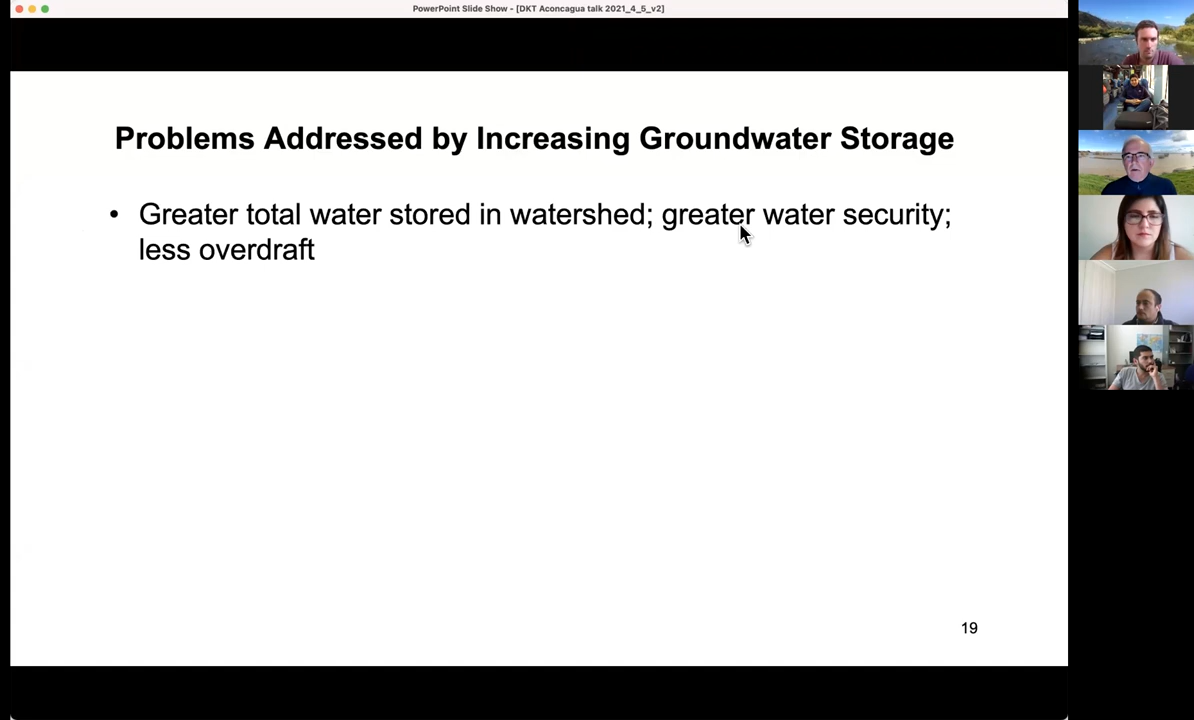 PowerPoint Slide Show - [DKT Aconcagua talk 2021_4_5_v2]
Problems Addressed by Increasing Groundwater Storage
• Greater total water stored in watershed; greater water security;
less overdraft
19